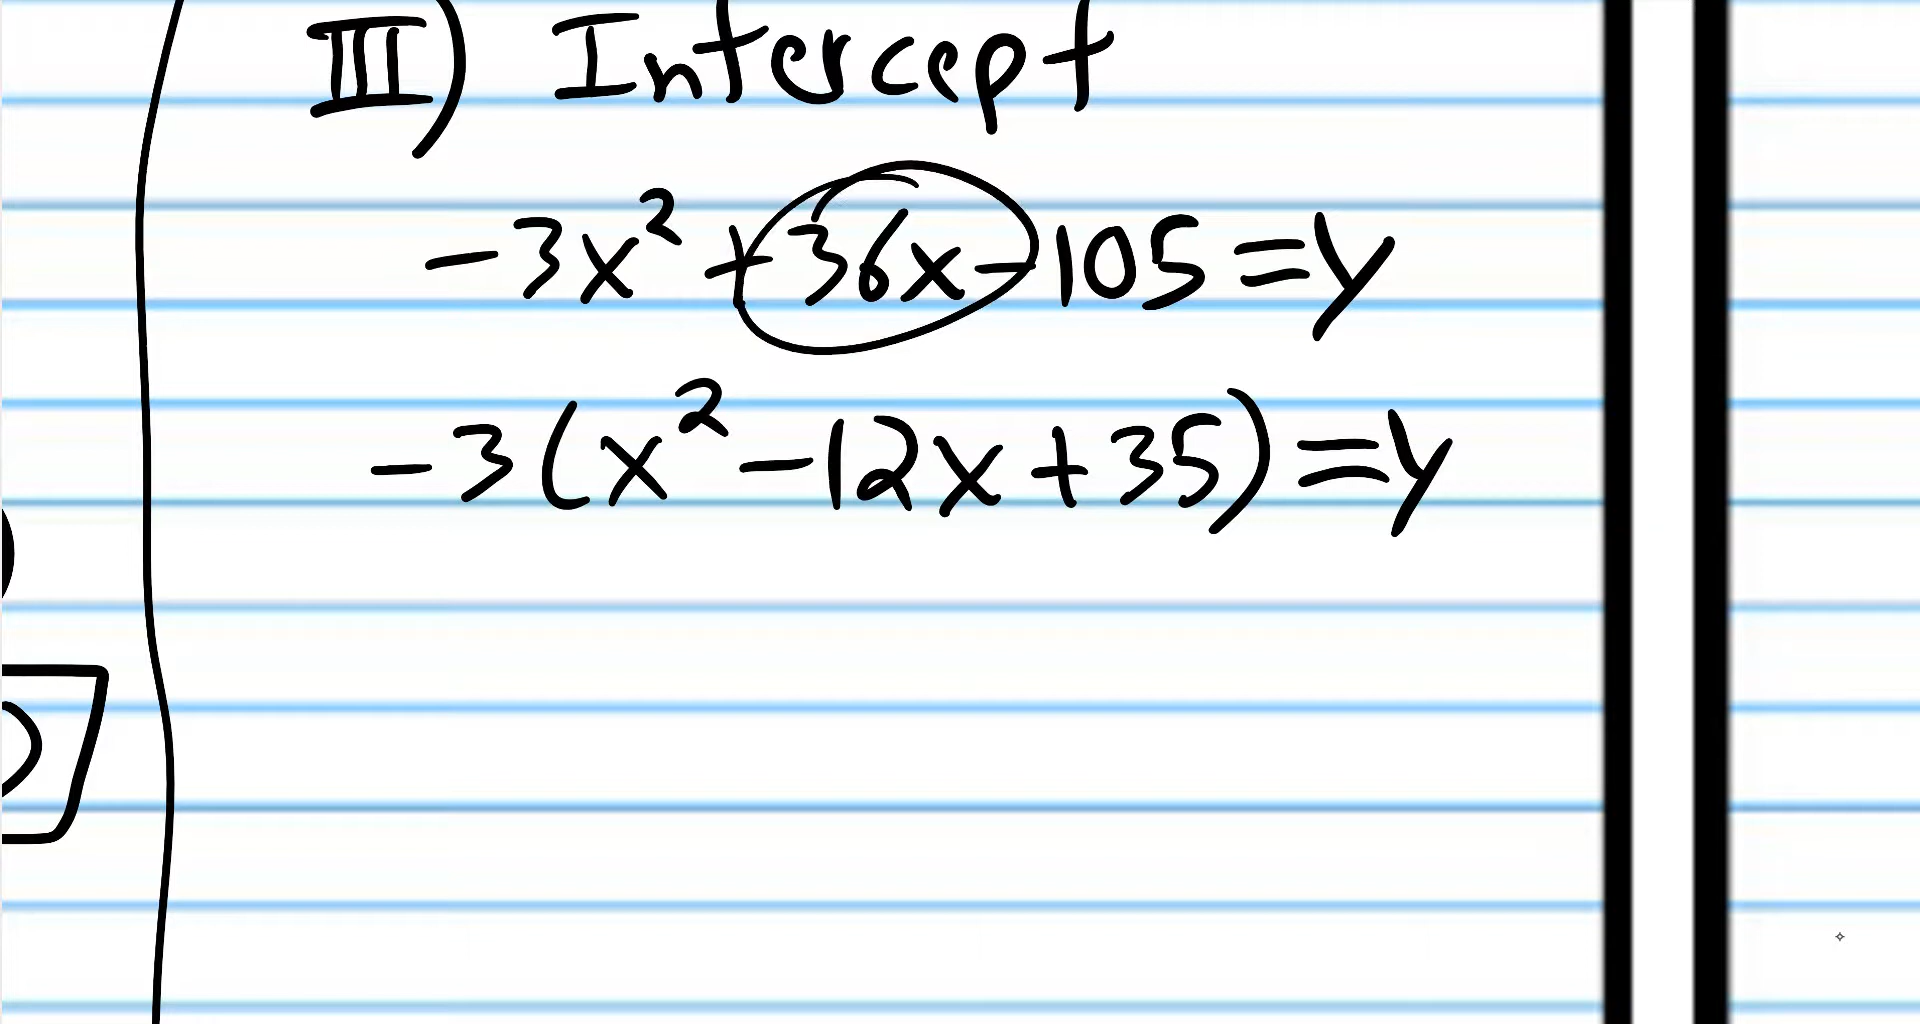 III) Intercept
-3x² +36x-105=y
-3(x²-12x+35)=y